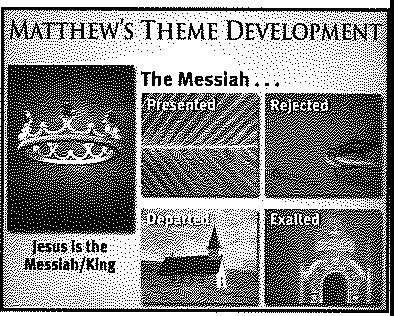 MATTHEW'S THEME DEVELOPMENT
The Messiah . . .
Presented
Rejected
Departed
Exalted
Jesus is the
Messiah/King